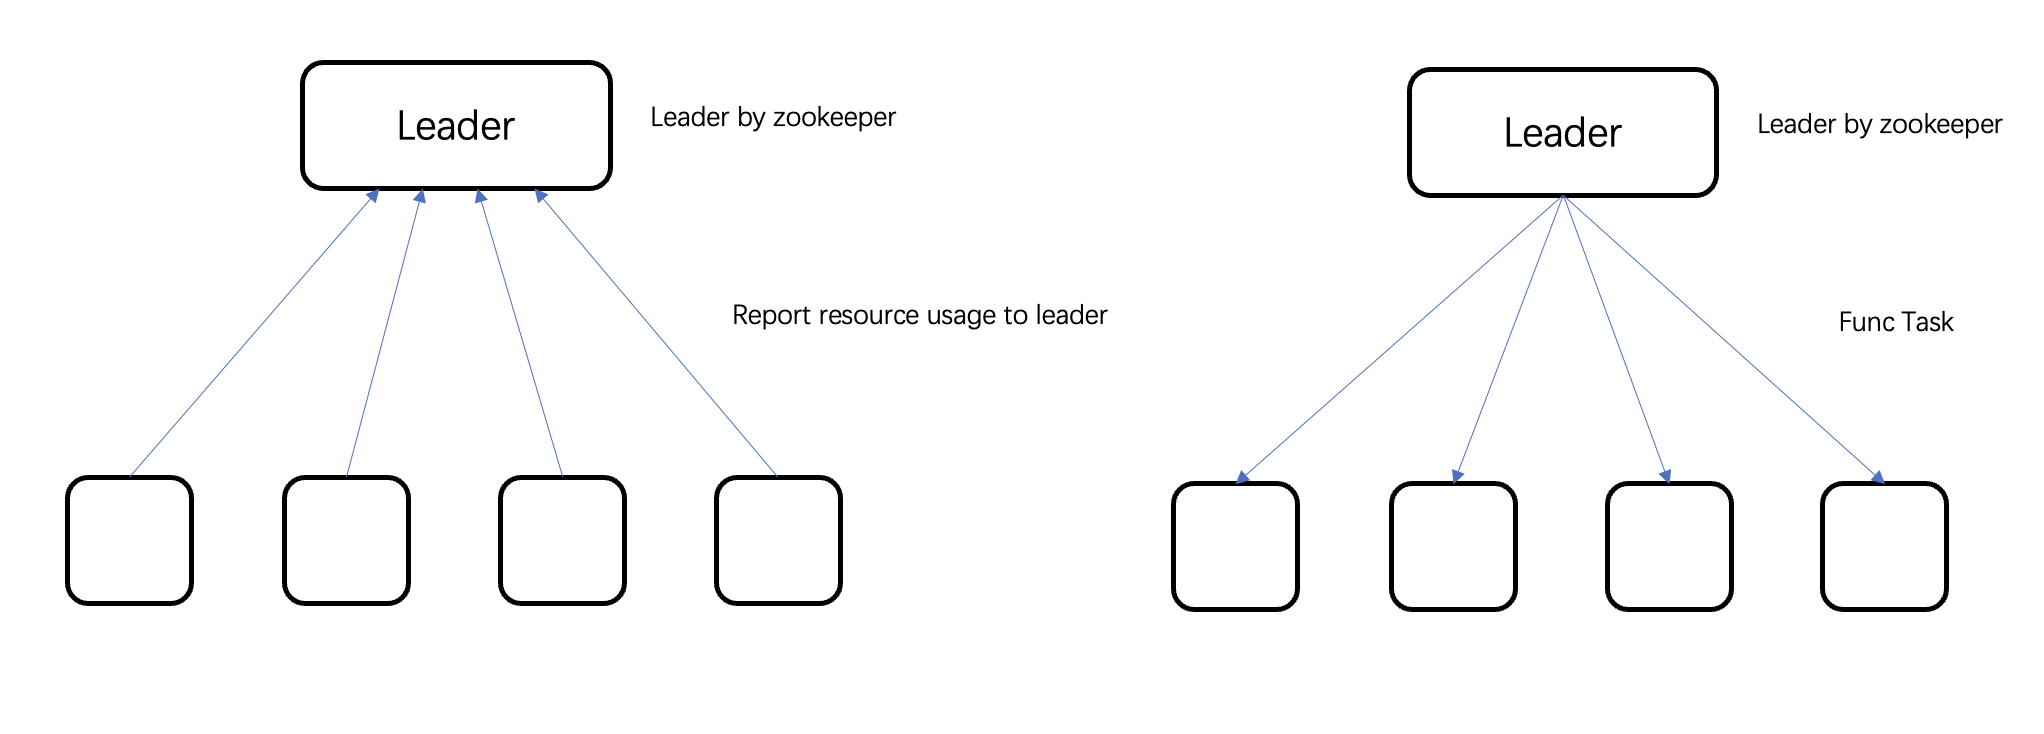 Leader
Leader by zookeeper
Report resource usage to leader
Leader
Leader by zookeeper
Func Task